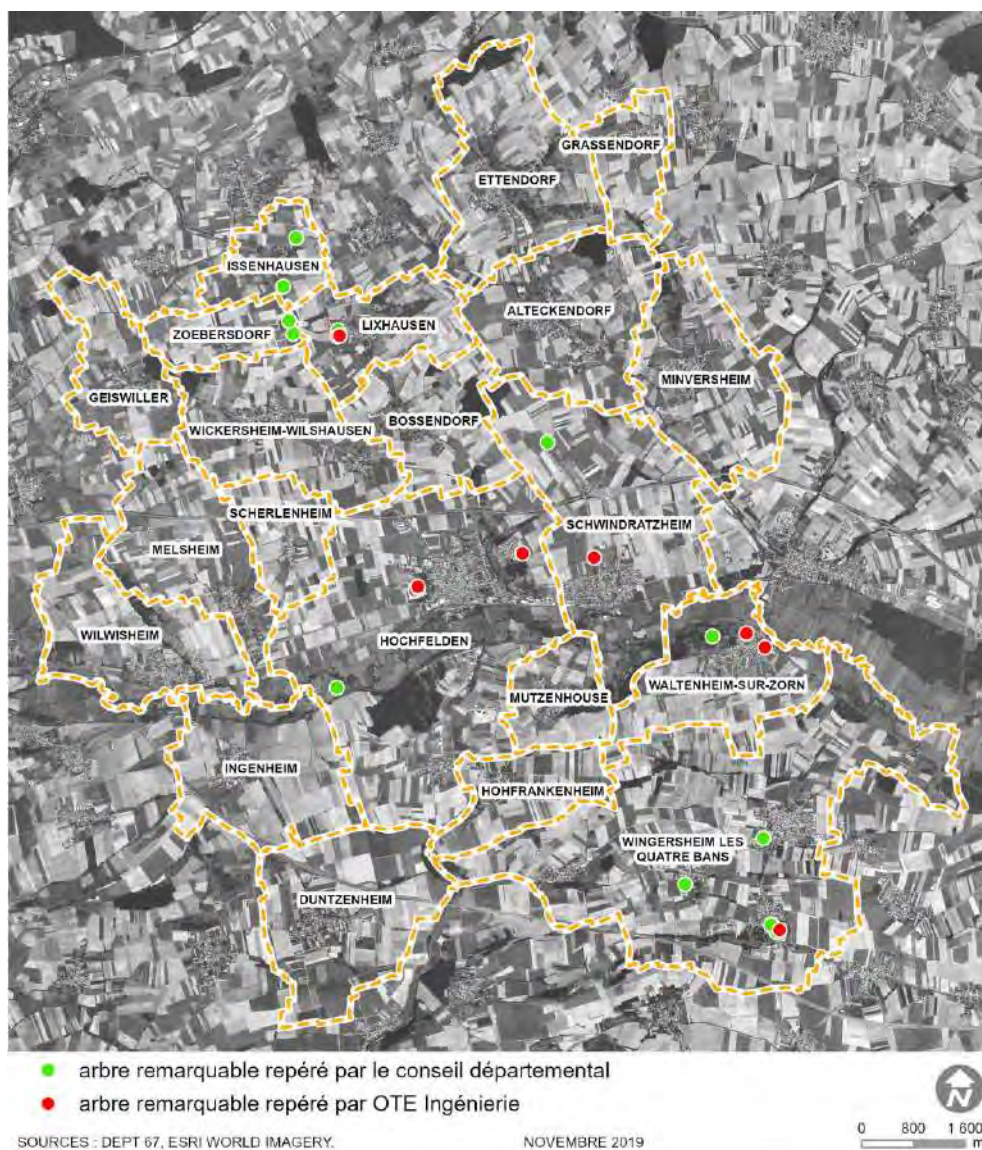 GRASSENDORF
ETTENDORF
ISSENHAUSEN
ALTECKENDORF
LIXHAUSEN
ZOEBERSDORF
MINVERSHEIM
GEISWILLER
BOSSENDORF
WICKERSHEIM-WILSHAUSEN
SCHERLENHEIM
SCHWINDRATZHEIM
MELSHEIM
WILWISHEIM
HOCHFELDEN
WALTENHEIM-SUR-ZORN
MUTZENHOUSE
INGENHEIM
HOHFRANKENHEIM
WINGERSHEIM LES
QUATRE BANS
DUNTZENHEIM
arbre remarquable repéré par le conseil départemental
arbre remarquable repéré par OTE Ingénierie
N
SOURCES : DEPT 67, ESRI WORLD IMAGERY. NOVEMBRE 2019
0 800 1 600
m